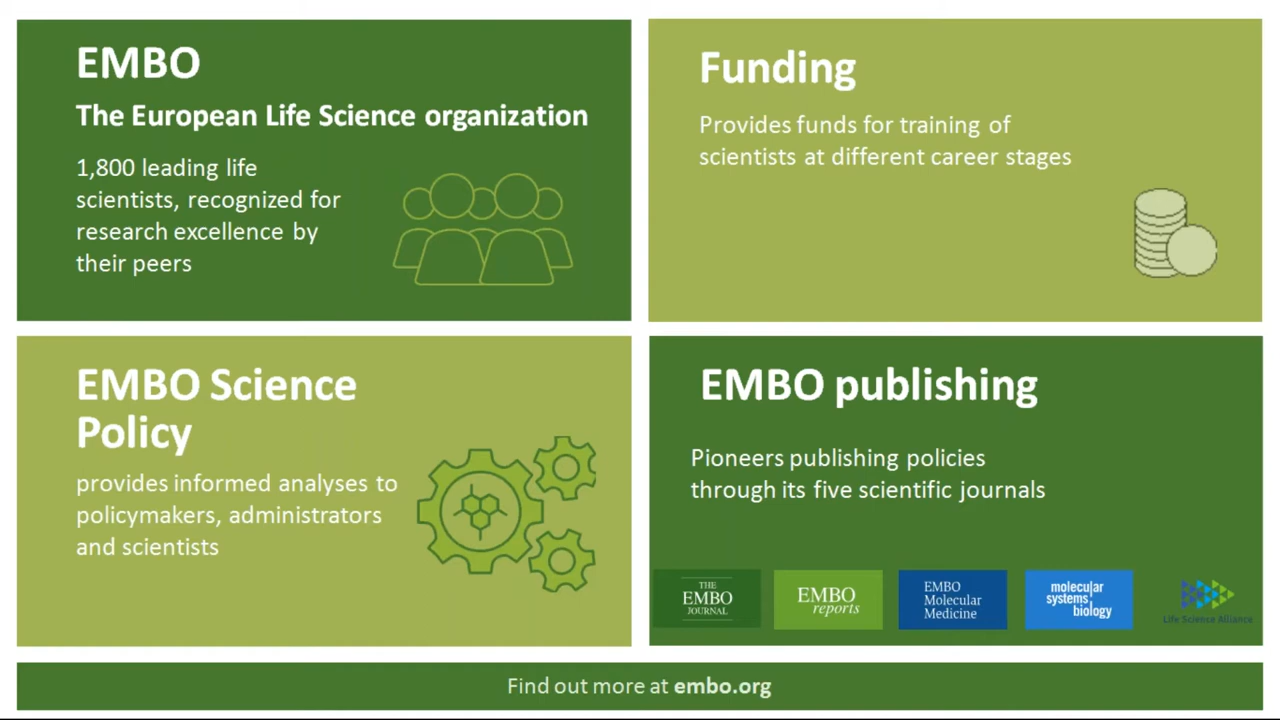 EMBO
The European Life Science organization
1,800 leading life
scientists, recognized for
research excellence by
their peers
Funding
Provides funds for training of
scientists at different career stages
EMBO Science
Policy
provides informed analyses to
policymakers, administrators
and scientists
EMBO publishing
Pioneers publishing policies
through its five scientific journals
THE
EMBO
JOURNAL
EMBO
reports
EMBO
Molecular
Medicine
molecular
systems
biology
Life Science Alliance
Find out more at embo.org